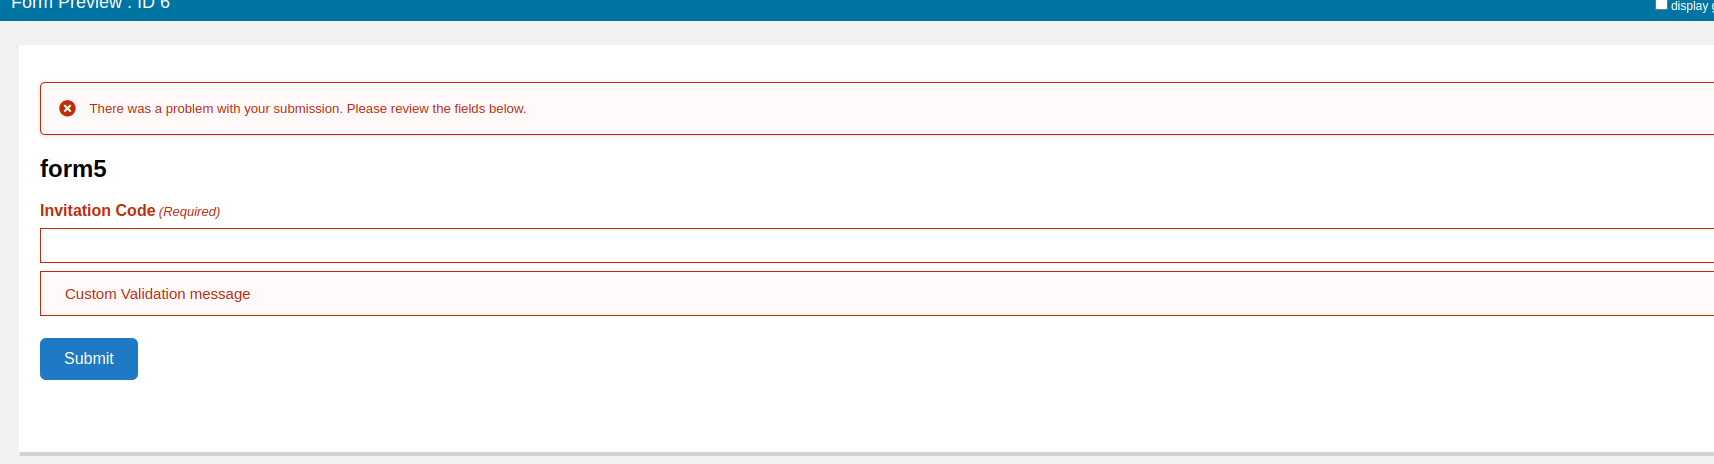 Form Preview : ID 6
display
There was a problem with your submission. Please review the fields below.
form5
Invitation Code (Required)
Custom Validation message
Submit